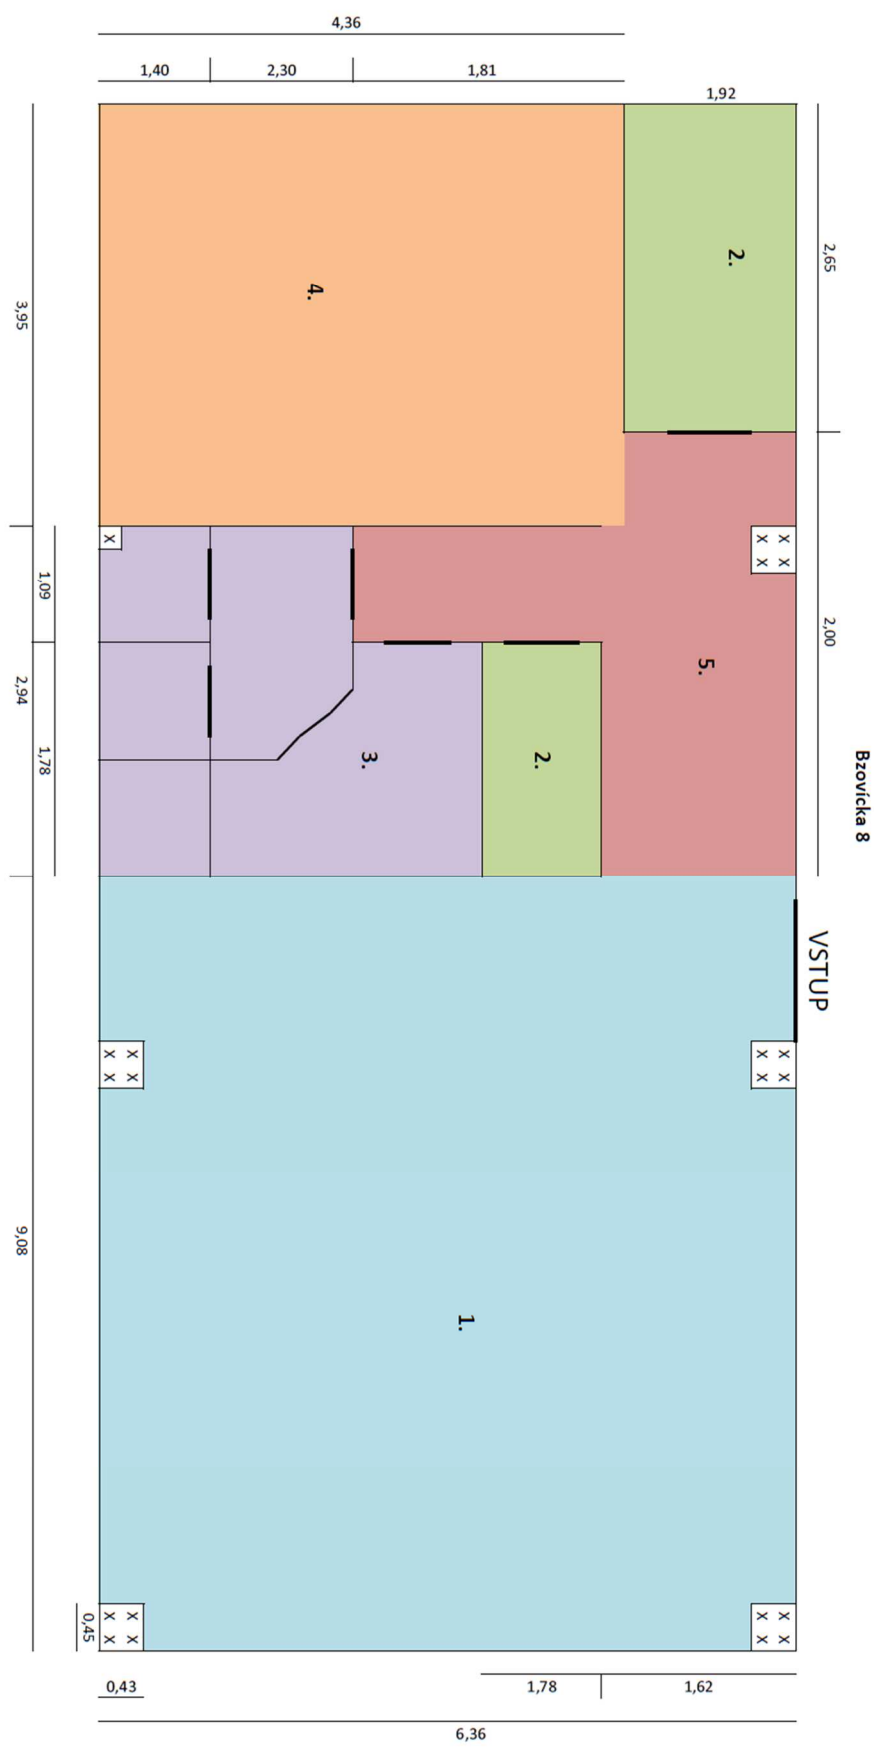 4,36
1,40
2,30
1,81
1,92
2,65
2.
4.
3,95
x
x x
x x
1,09
2,00
5.
2,94
1,78
3.
2.
Bzovícka 8
VSTUP
x x
x x
x x
x x
9,08
1.
0,45
x x
x x
x x
x x
0,43
1,78
1,62
6,36